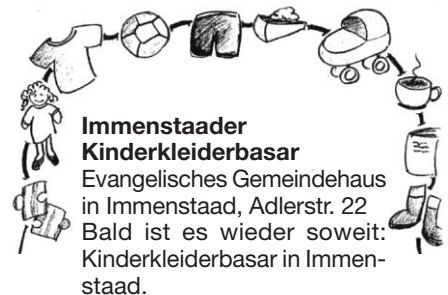 Immenstaader
Kinderkleiderbasar
Evangelisches Gemeindehaus
in Immenstaad, Adlerstr. 22
Bald ist es wieder soweit:
Kinderkleiderbasar in Immen-
staad.